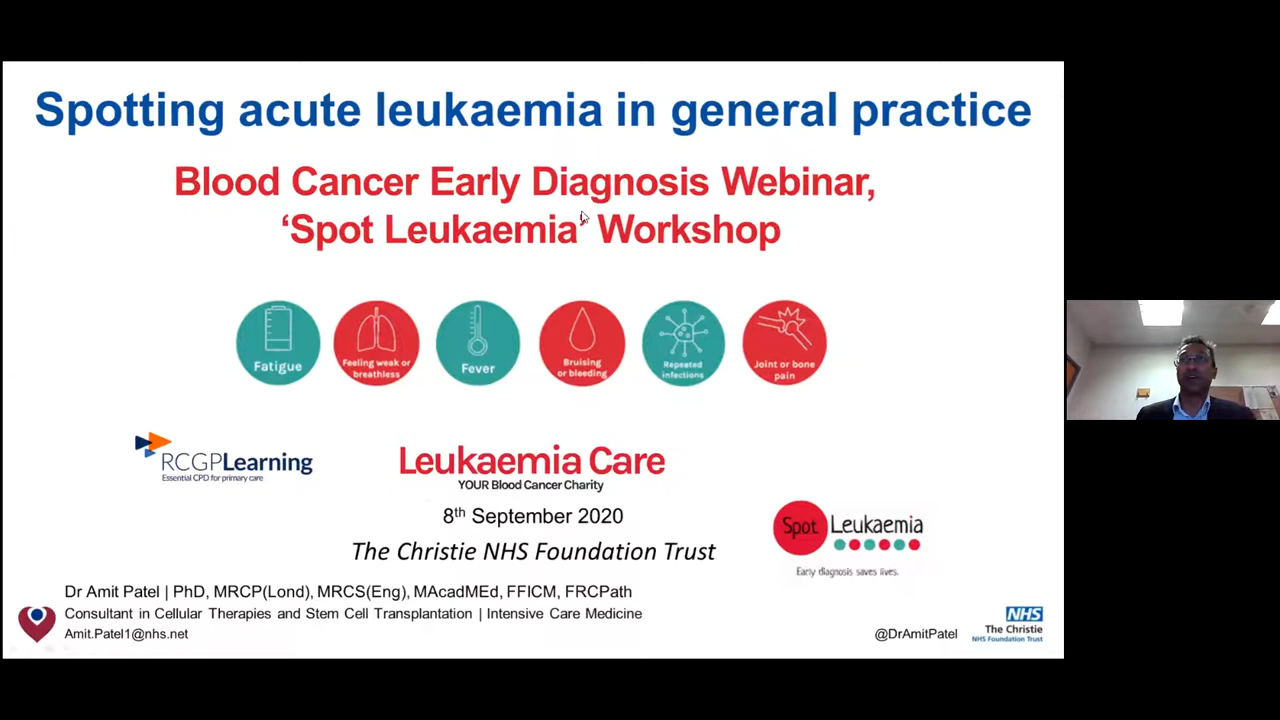 Spotting acute leukaemia in general practice
Blood Cancer Early Diagnosis Webinar,
‘Spot Leukaemia’ Workshop
Fatigue
Feeling weak or
breathless
Fever
Bruising
or bleeding
Repeated
infections
Joint or bone
pain
RCGPLearning
Essential CPD for primary care
Leukaemia Care
YOUR Blood Cancer Charity
8th September 2020
The Christie NHS Foundation Trust
Spot Leukaemia
Early diagnosis saves lives.
Dr Amit Patel | PhD, MRCP(Lond), MRCS(Eng), MAcadMEd, FFICM, FRCPath
Consultant in Cellular Therapies and Stem Cell Transplantation | Intensive Care Medicine
Amit.Patel1@nhs.net
@DrAmitPatel
NHS
The Christie
NHS Foundation Trust